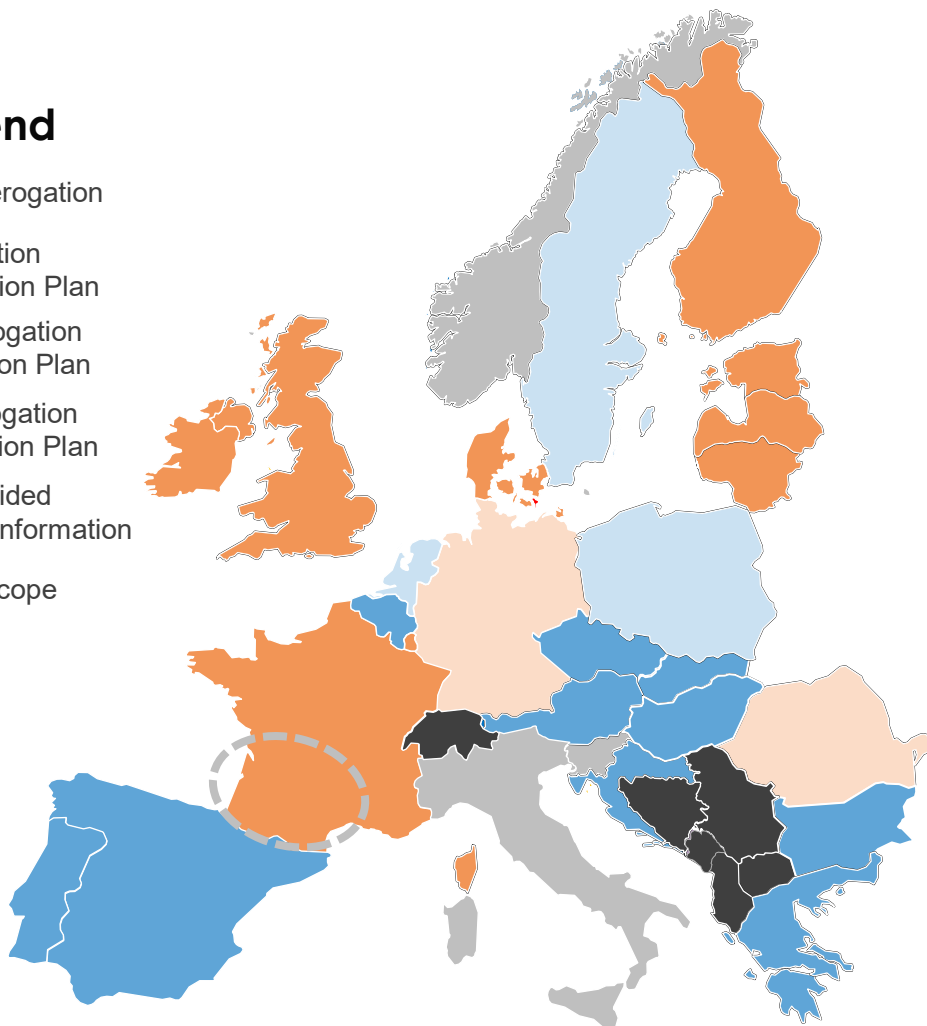 end
erogation
tion
ion Plan
ogation
on Plan
ogation
ion Plan
ided
nformation
cope